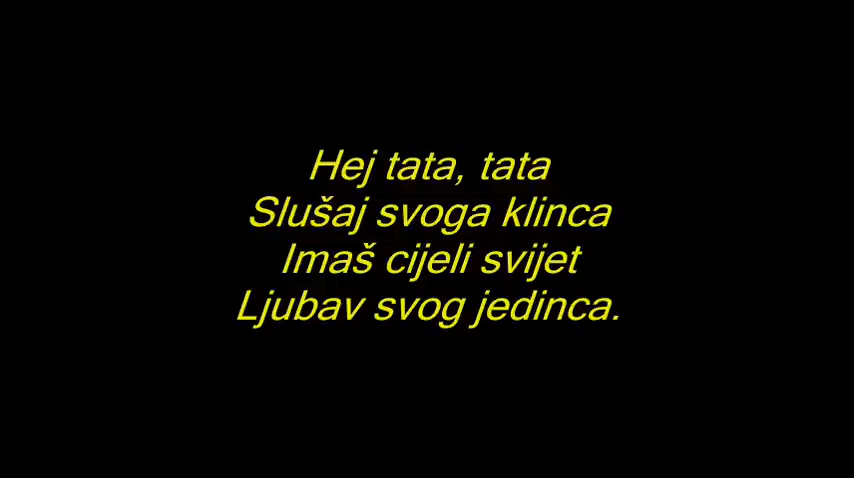 Hej tata, tata
Slušaj svoga klinca
Imaš cijeli svijet
Ljubav svog jedinca.